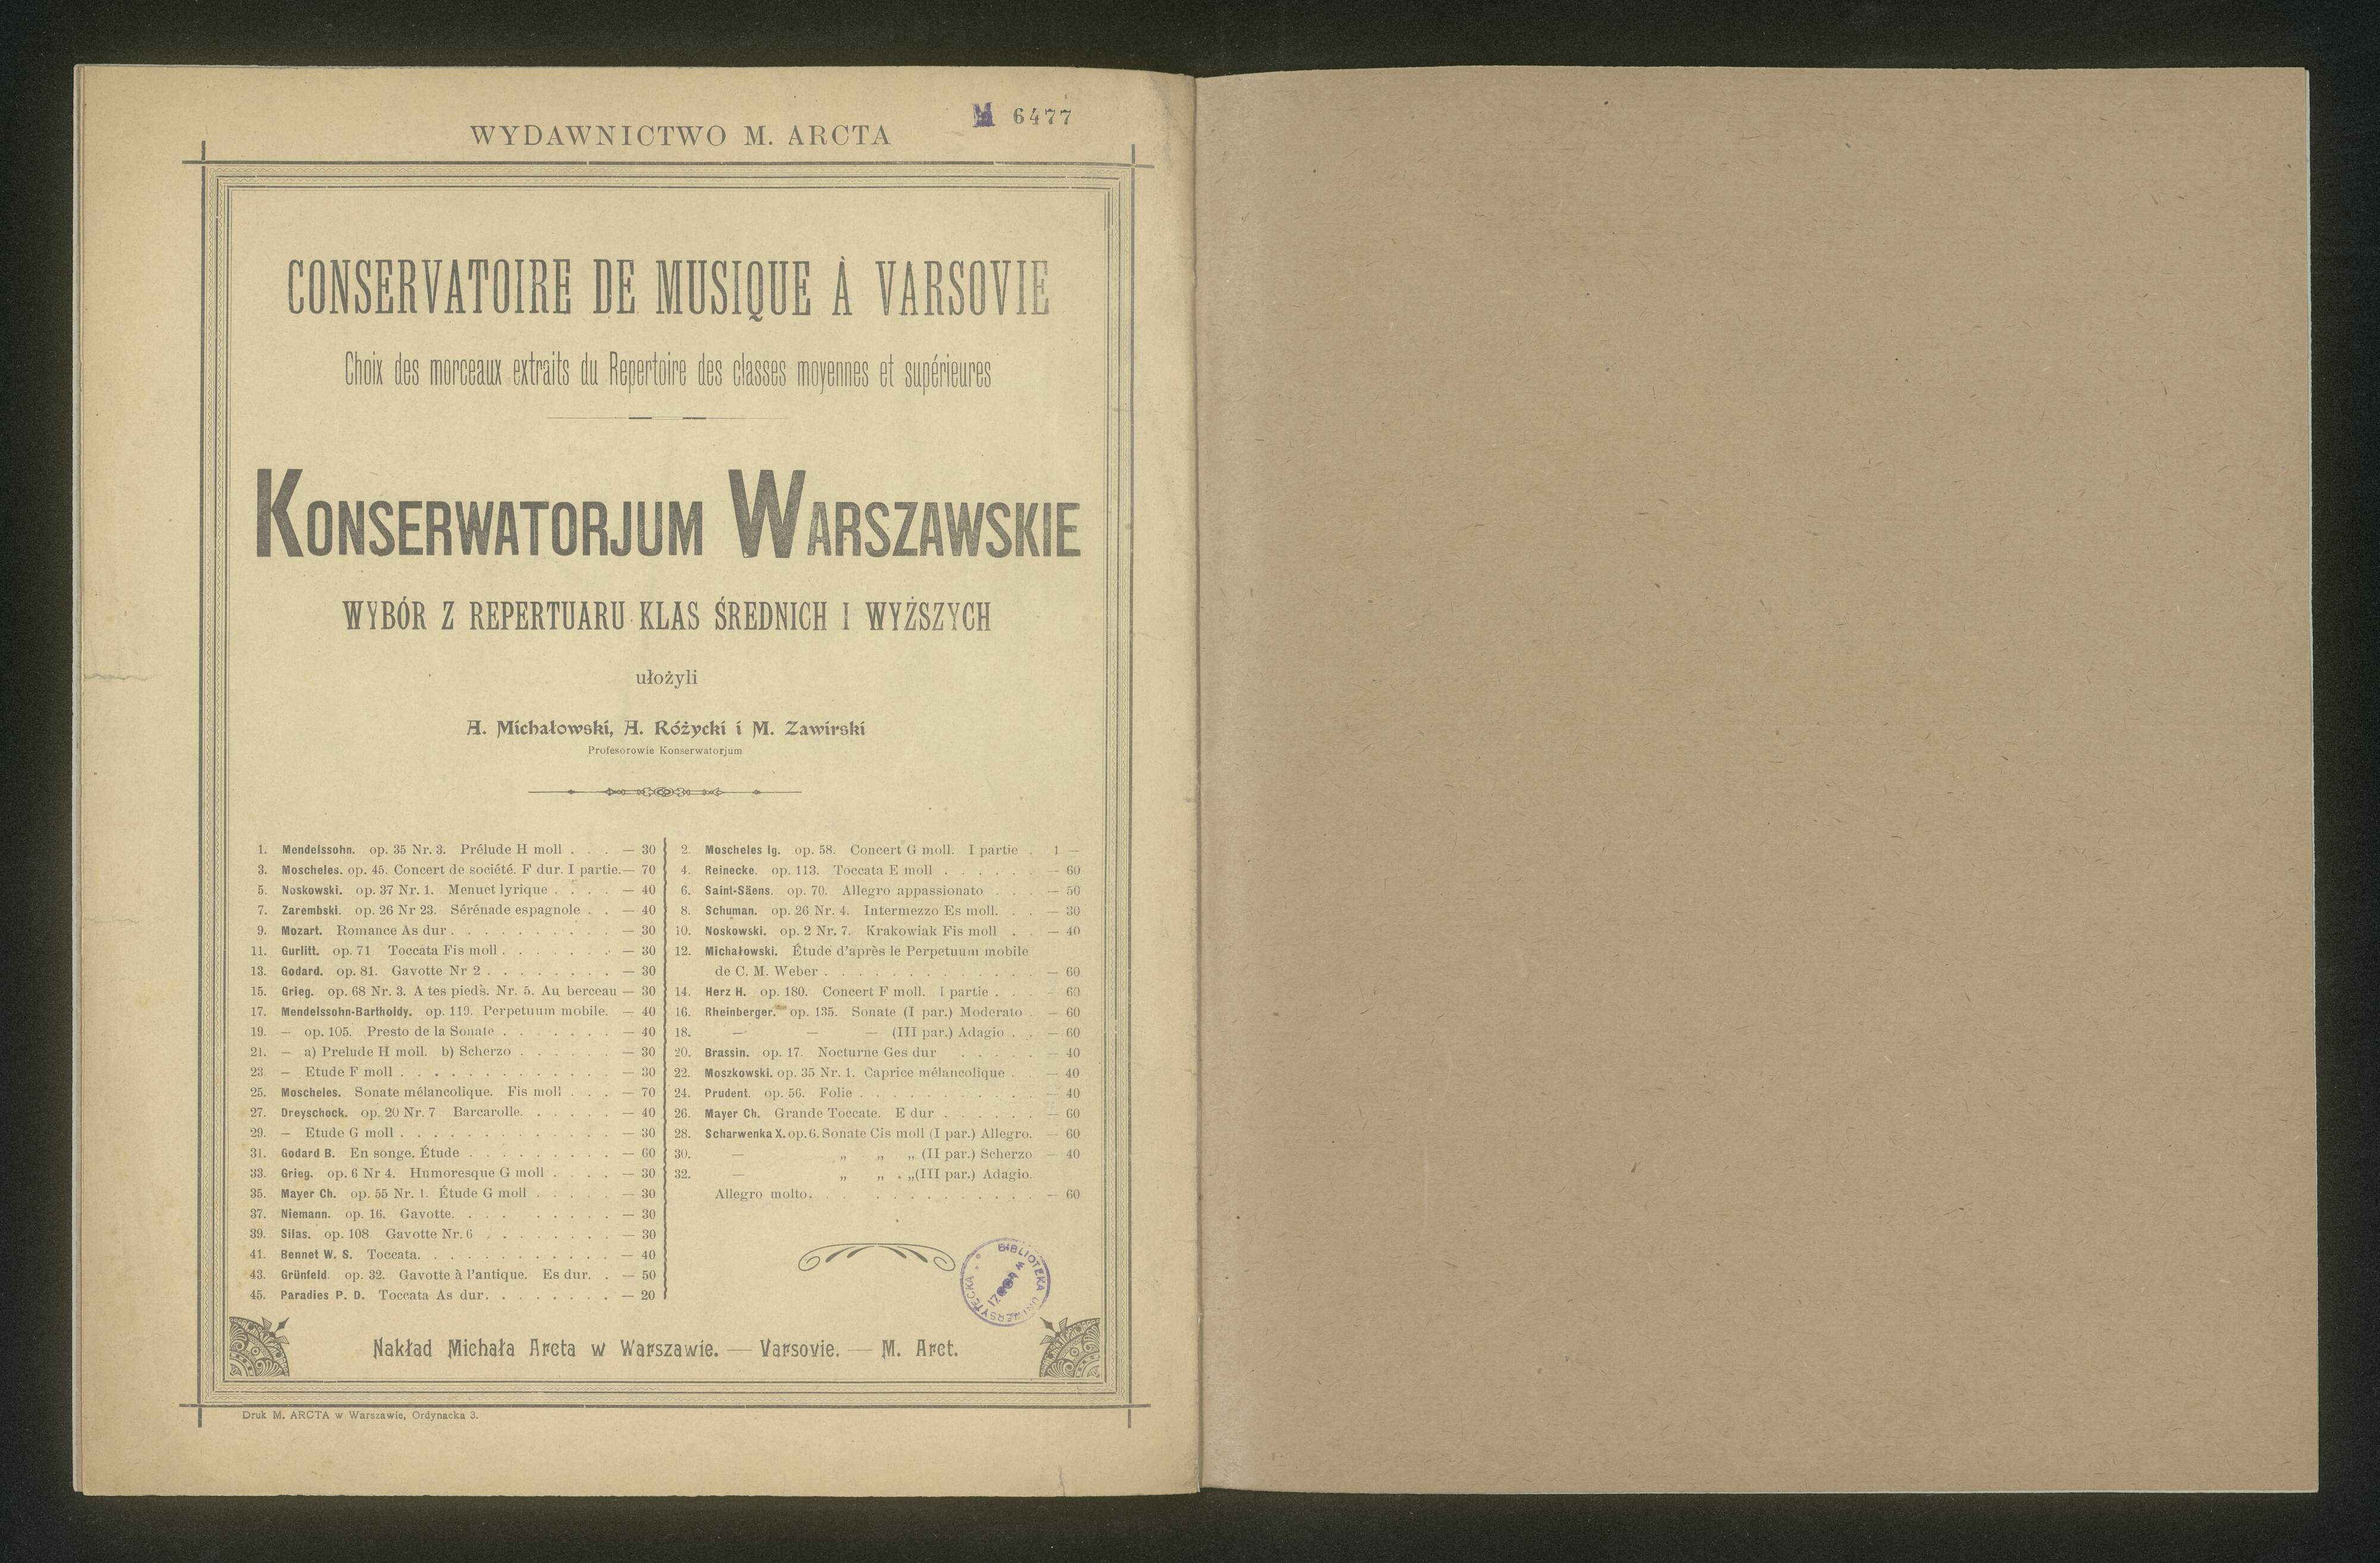 M 6477
WYDAWNICTWO M. ARCTA
CONSERVATOIRE DE MUSIQUE À VARSOVIE
Choix des morceaux extraits du Repertoire des classes moyennes et supérieures
KONSERWATORJUM WARSZAWSKIE
WYBÓR Z REPERTUARU KLAS ŚREDNICH I WYŻSZYCH
ułożyli
A. Michałowski, A. Różycki i M. Zawirski
Profesorowie Konserwatorjum
1. Mendelssohn. op. 35 Nr. 3. Prélude H moll . . . — 30
3. Moscheles. op. 45. Concert de société. F dur. I partie. — 70
5. Noskowski. op. 37 Nr. 1. Menuet lyrique . . . . — 40
7. Zarembski. op. 26 Nr 23. Sérénade espagnole . . — 40
9. Mozart. Romance As dur . . . . . . . . . . — 30
11. Gurlitt. op. 71 Toccata Fis moll . . . . . . . — 30
13. Godard. op. 81. Gavotte Nr 2 . . . . . . . . — 30
15. Grieg. op. 68 Nr. 3. A tes pieds. Nr. 5. Au berceau — 30
17. Mendelssohn-Bartholdy. op. 119. Perpetuum mobile. — 40
19. — op. 105. Presto de la Sonate . . . . . . . — 40
21. — a) Prelude H moll. b) Scherzo . . . . . . — 30
23 — Etude F moll . . . . . . . . . . . . . — 30
25. Moscheles. Sonate mélancolique. Fis moll . . . — 70
27. Dreyschock. op. 20 Nr. 7 Barcarolle. . . . . . — 40
29. — Etude G moll . . . . . . . . . . . . . — 30
31. Godard B. En songe. Étude . . . . . . . . . — 60
33. Grieg. op. 6 Nr 4. Humoresque G moll . . . . — 30
35. Mayer Ch. op. 55 Nr. 1. Étude G moll . . . . . — 30
37. Niemann. op. 16. Gavotte. . . . . . . . . — 30
39. Silas. op. 108 Gavotte Nr. 6 . . . . . . . — 30
41. Bennet W. S. Toccata. . . . . . . . . . . . — 40
43. Grünfeld op. 32. Gavotte à l'antique. Es dur. . — 50
45. Paradies P. D. Toccata As dur. . . . . . . . — 20
2. Moscheles Ig. op. 58. Concert G moll. I partie . 1 —
4. Reinecke. op. 113. Toccata E moll . . . . . . — 60
6. Saint-Säens. op. 70. Allegro appassionato . . . — 50
8. Schuman. op. 26 Nr. 4. Intermezzo Es moll. . . — 30
10. Noskowski. op. 2 Nr. 7. Krakowiak Fis moll . . — 40
12. Michałowski. Étude d'après le Perpetuum mobile
de C. M. Weber . . . . . . . . . . . . . — 60
14. Herz H. op. 180. Concert F moll. I partie . . . — 60
16. Rheinberger. op. 135. Sonate (I par.) Moderato . — 60
18. — — — (III par.) Adagio . . — 60
20. Brassin. op. 17. Nocturne Ges dur . . . . . — 40
22. Moszkowski. op. 35 Nr. 1. Caprice mélancolique . — 40
24. Prudent. op. 56. Folie . . . . . . . . . . . — 40
26. Mayer Ch. Grande Toccate. E dur . . . . . . — 60
28. Scharwenka X. op. 6. Sonate Cis moll (I par.) Allegro. — 60
30. — „ „ „ (II par.) Scherzo — 40
32. — „ „ „ (III par.) Adagio.
Allegro molto. . . . . . . . . . . . . — 60
BIBLIOTEKA UNIWERSYTECKA w ŁODZI
Nakład Michała Arcta w Warszawie. — Varsovie. — M. Arct.
Druk M. ARCTA w Warszawie, Ordynacka 3.